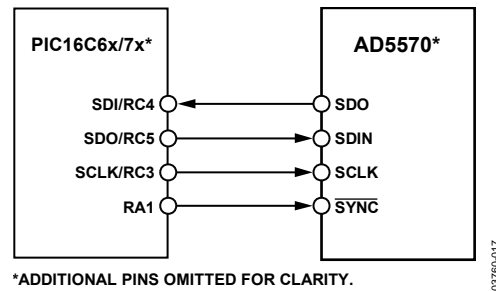 PIC16C6x/7x*
AD5570*
SDI/RC4
SDO
SDO/RC5
SDIN
SCLK/RC3
SCLK
RA1
SYNC
*ADDITIONAL PINS OMITTED FOR CLARITY.
03760-017